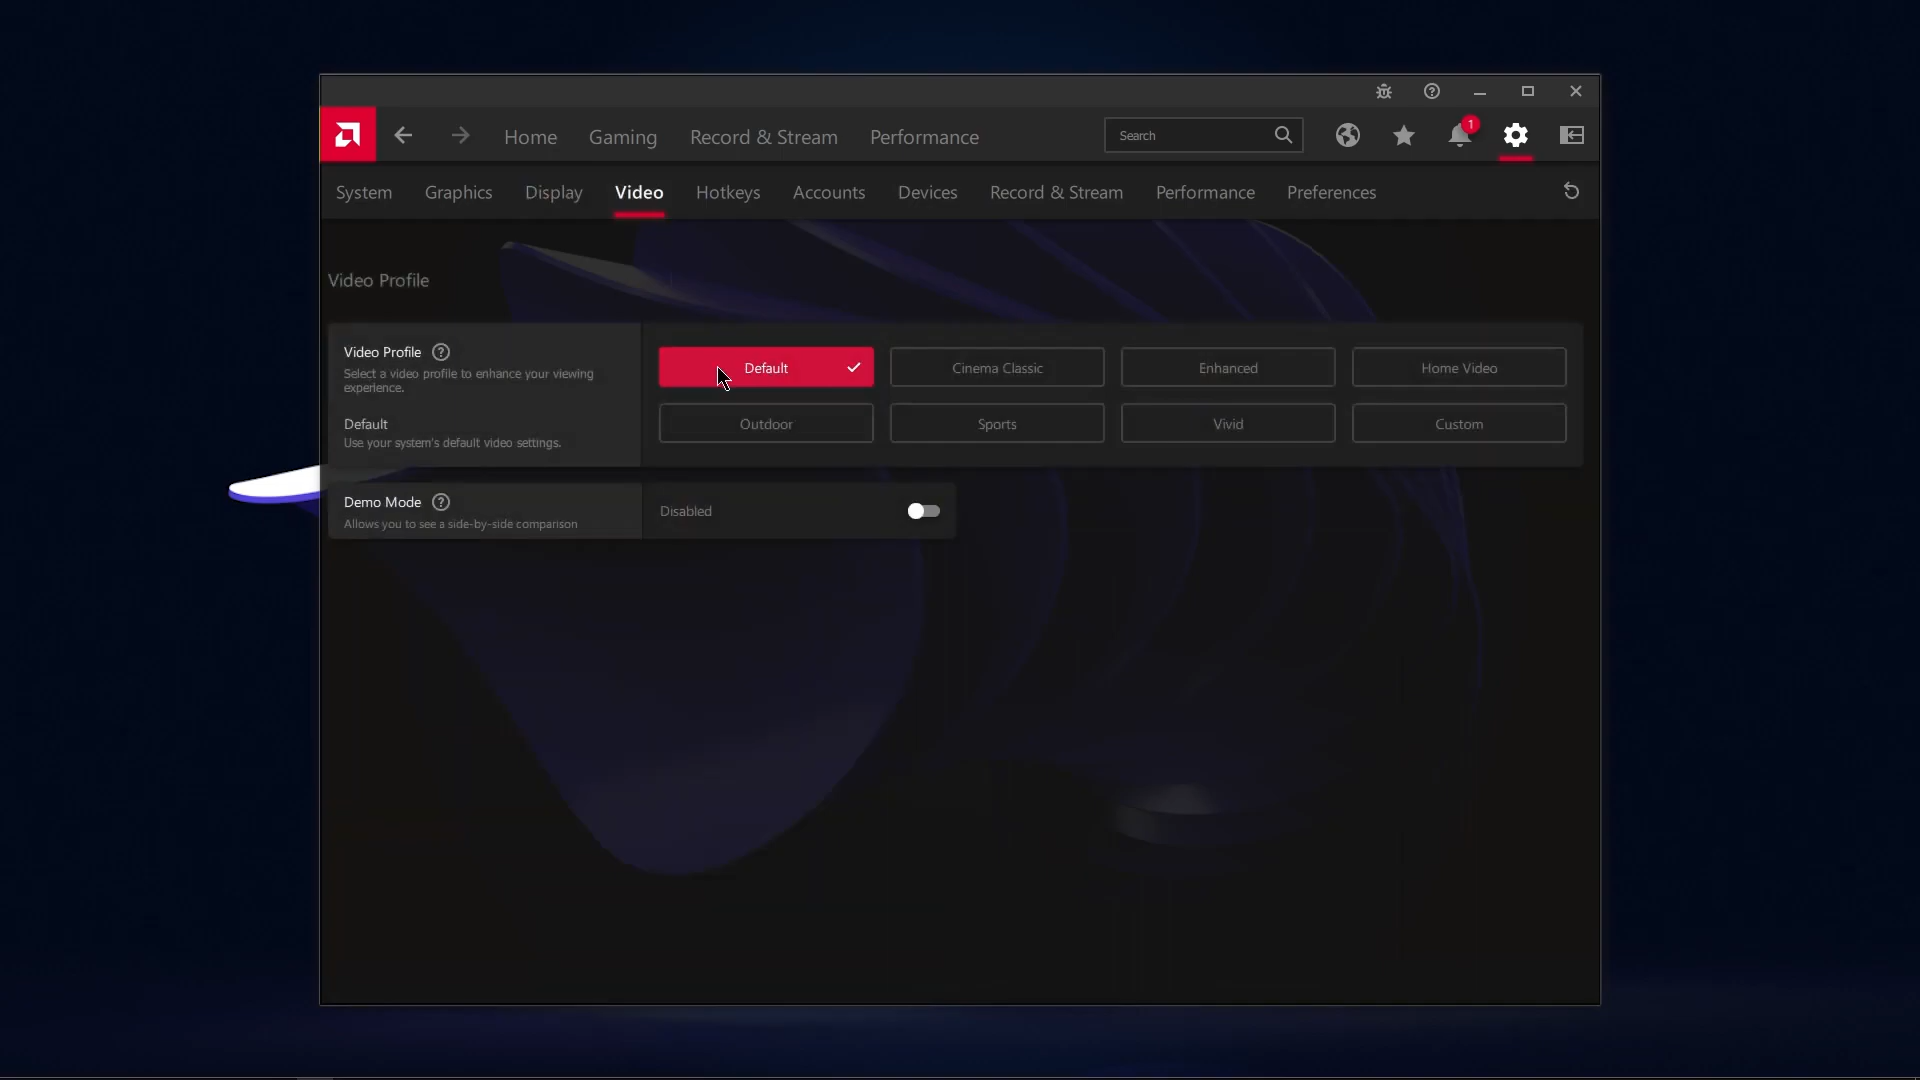 1
Home Gaming Record & Stream Performance Search
System Graphics Display Video Hotkeys Accounts Devices Record & Stream Performance Preferences
Video Profile
Video Profile
Select a video profile to enhance your viewing
experience.
Default
Use your system's default video settings.
Default Cinema Classic Enhanced Home Video
Outdoor Sports Vivid Custom
Demo Mode
Allows you to see a side-by-side comparison
Disabled